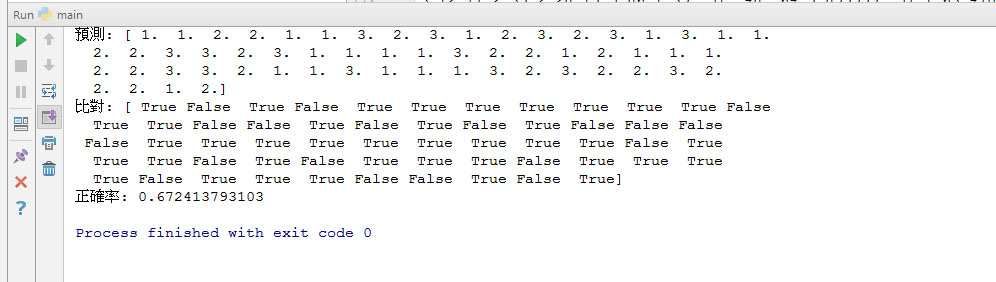 Run main
預測: [ 1. 1. 2. 2. 1. 1. 3. 2. 3. 1. 2. 3. 2. 3. 1. 3. 1. 1.
2. 2. 3. 3. 2. 3. 1. 1. 1. 1. 3. 2. 2. 1. 2. 1. 1. 1.
2. 2. 3. 3. 2. 1. 1. 3. 1. 1. 1. 3. 2. 3. 2. 2. 3. 2.
2. 2. 1. 2.]
比對: [ True False True False True True True True True True True False
True True False False True False True False True False False False
False True True True True True True True True True False True
True True False True False True True True False True True True
True False True True True False False True False True]
正確率: 0.672413793103
Process finished with exit code 0